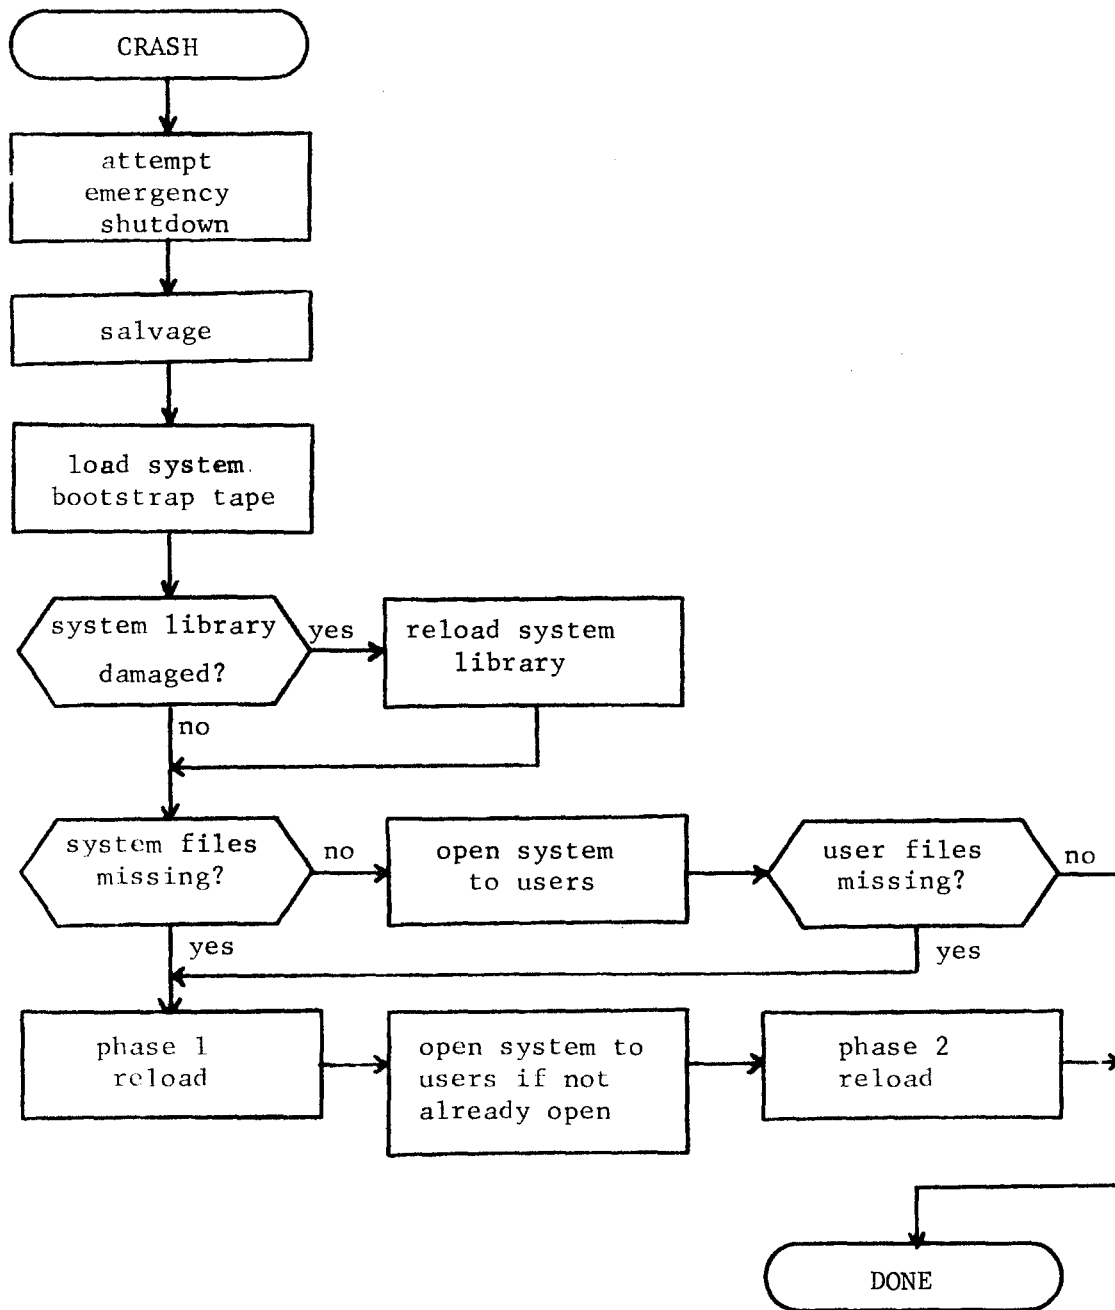 CRASH
attempt
emergency
shutdown
salvage
load system
bootstrap tape
system library
damaged?
yes
reload system
library
no
system files
missing?
no
open system
to users
user files
missing?
no
yes
yes
phase 1
reload
open system to
users if not
already open
phase 2
reload
DONE